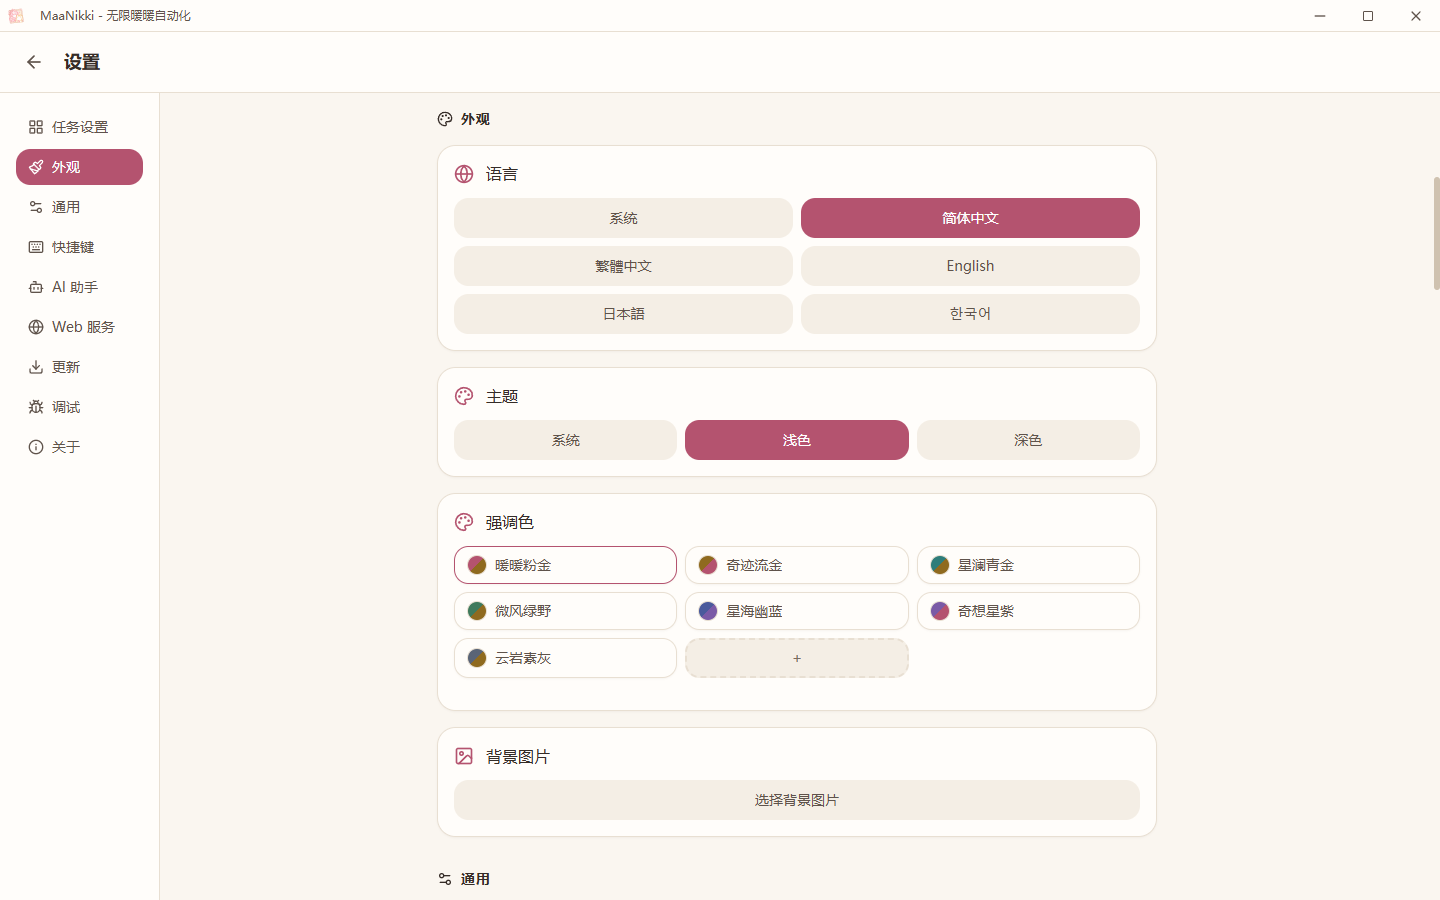 MaaNikki - 无限暖暖自动化
设置
任务设置
外观
通用
快捷键
AI 助手
Web 服务
更新
调试
关于
外观
语言
系统
简体中文
繁體中文
English
日本語
한국어
主题
系统
浅色
深色
强调色
暖暖粉金
奇迹流金
星澜青金
微风绿野
星海幽蓝
奇想星紫
云岩素灰
+
背景图片
选择背景图片
通用